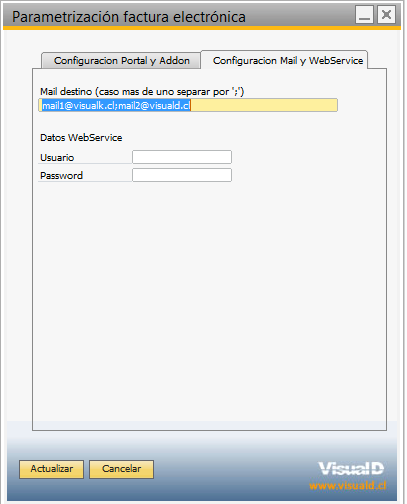 Parametrización factura electrónica
Configuracion Portal y Addon
Configuracion Mail y WebService
Mail destino (caso mas de uno separar por ';')
mail1@visualk.cl;mail2@visuald.cl
Datos WebService
Usuario
Password
Actualizar
Cancelar
VISUALD
www.visuald.cl